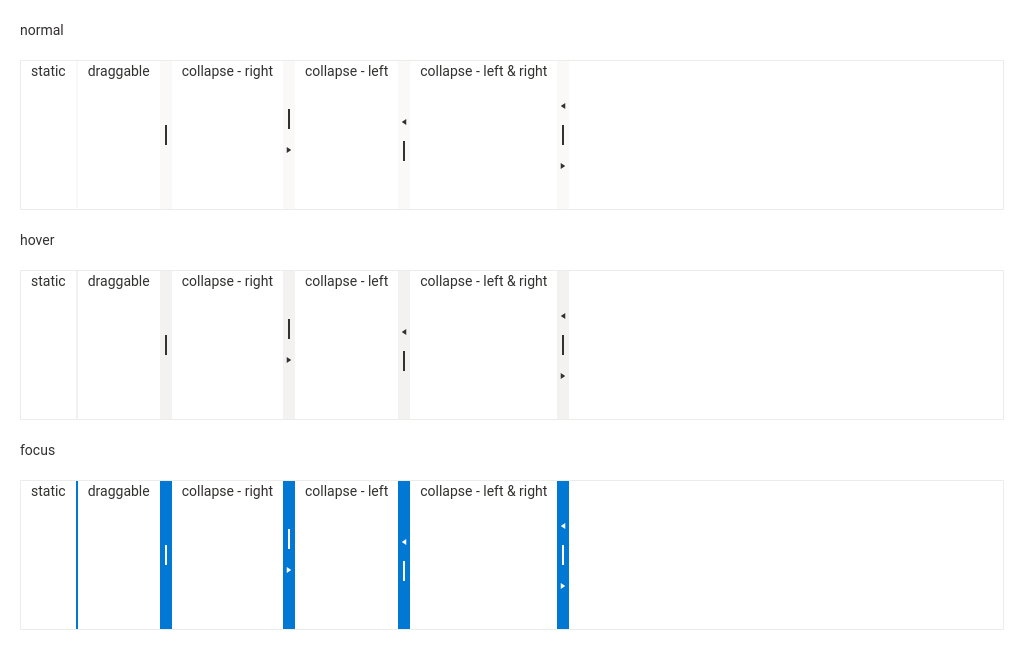 normal
static draggable collapse - right collapse - left collapse - left & right
hover
static draggable collapse - right collapse - left collapse - left & right
focus
static draggable collapse - right collapse - left collapse - left & right